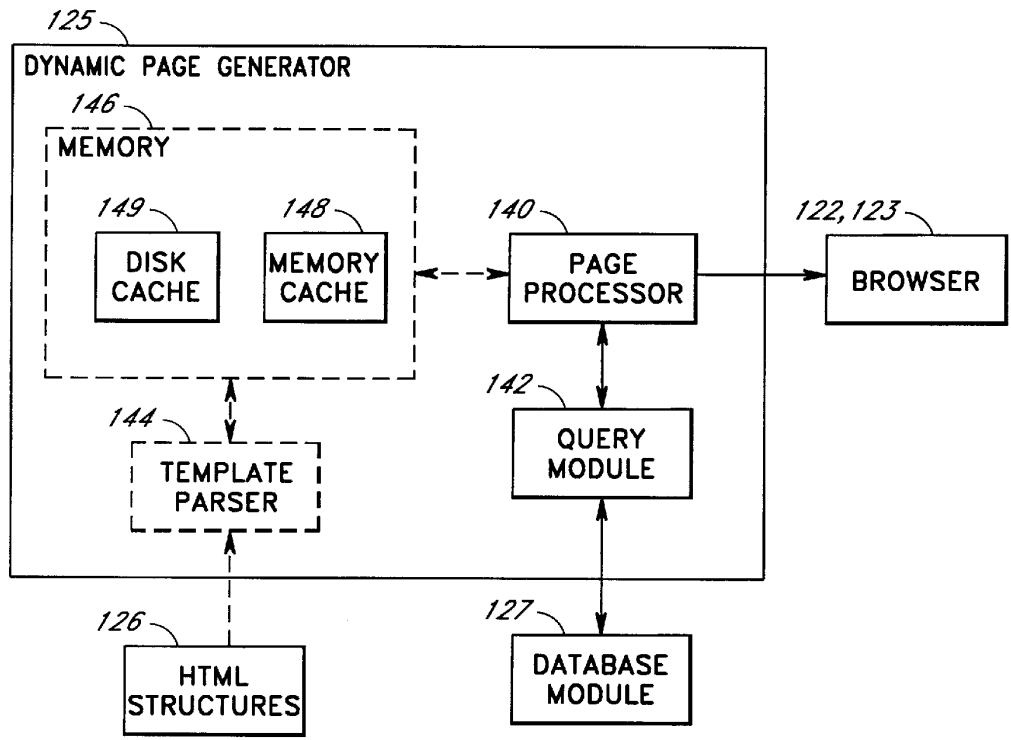 125
DYNAMIC PAGE GENERATOR
146
MEMORY
149
DISK
CACHE
148
MEMORY
CACHE
140
PAGE
PROCESSOR
122,123
BROWSER
142
QUERY
MODULE
144
TEMPLATE
PARSER
126
HTML
STRUCTURES
127
DATABASE
MODULE